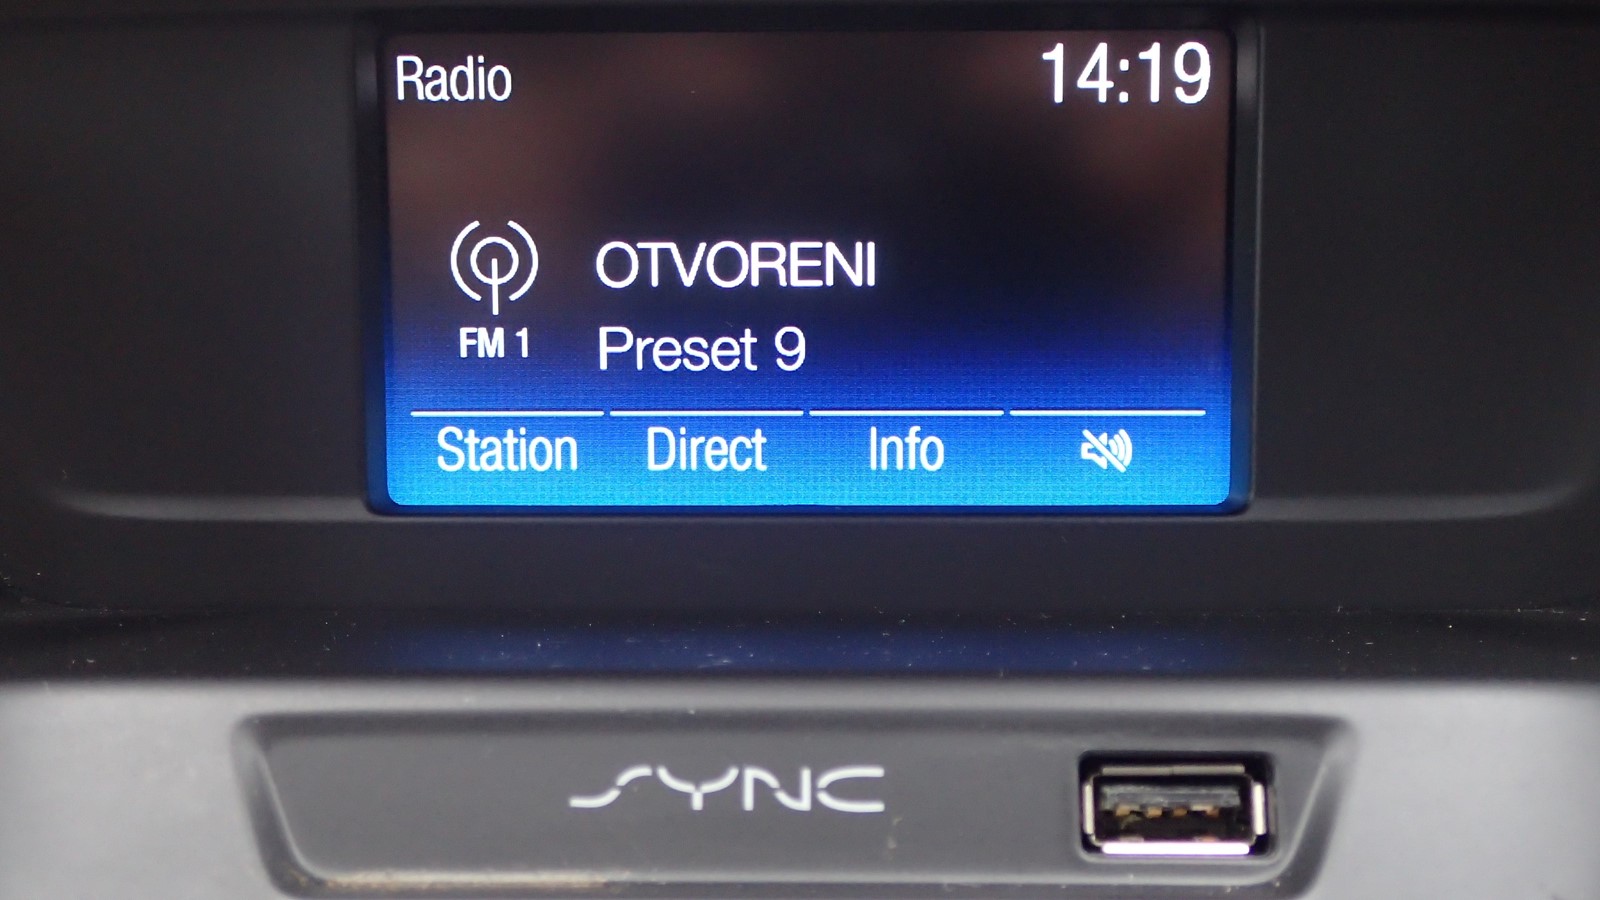 Radio 14:19
OTVORENI
FM 1 Preset 9
Station Direct Info
SYNC